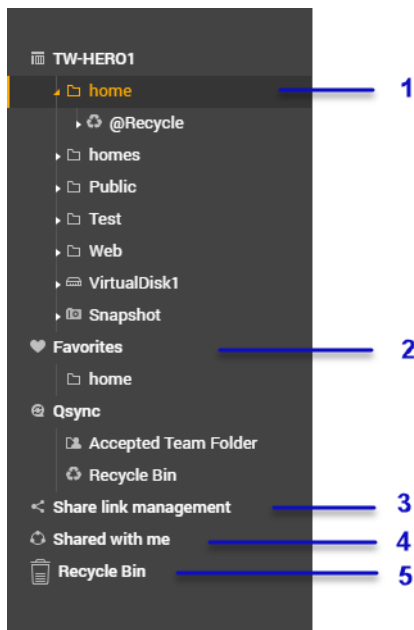 TW-HERO1
home 1
@Recycle
homes
Public
Test
Web
VirtualDisk1
Snapshot
Favorites 2
home
Qsync
Accepted Team Folder
Recycle Bin
Share link management 3
Shared with me 4
Recycle Bin 5